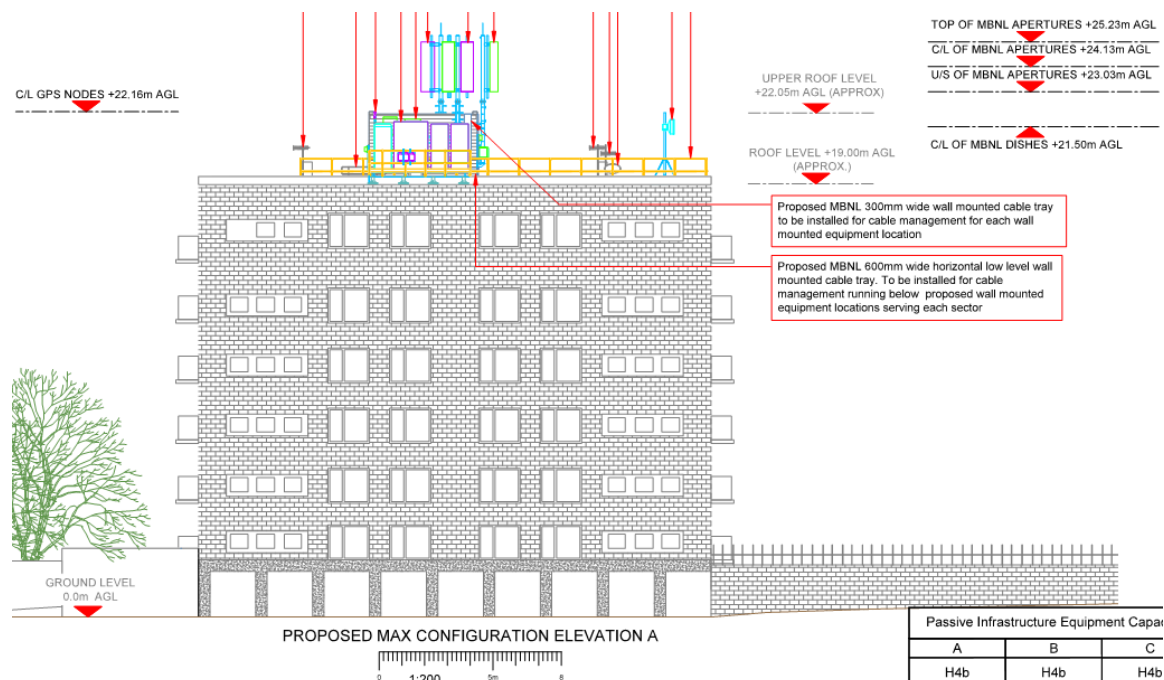 TOP OF MBNL APERTURES +25.23m AGL
C/L OF MBNL APERTURES +24.13m AGL
U/S OF MBNL APERTURES +23.03m AGL
UPPER ROOF LEVEL
+22.05m AGL (APPROX)
C/L GPS NODES +22.16m AGL
C/L OF MBNL DISHES +21.50m AGL
ROOF LEVEL +19.00m AGL
(APPROX.)
Proposed MBNL 300mm wide wall mounted cable tray
to be installed for cable management for each wall
mounted equipment location
Proposed MBNL 600mm wide horizontal low level wall
mounted cable tray. To be installed for cable
management running below proposed wall mounted
equipment locations serving each sector
GROUND LEVEL
0.0m AGL
PROPOSED MAX CONFIGURATION ELEVATION A
0 1:200 5m 8
Passive Infrastructure Equipment Capac
A B C
H4b H4b H4b